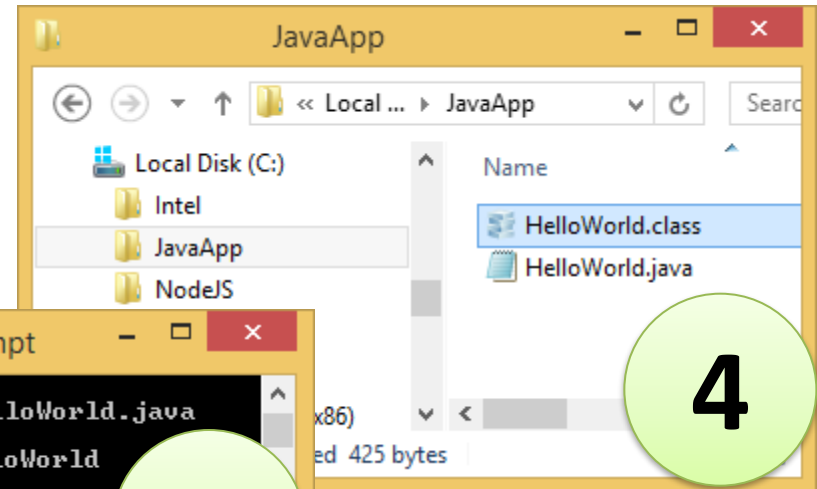 JavaApp
« Local ... JavaApp
Searc
Local Disk (C:)
Intel
JavaApp
NodeJS
Name
HelloWorld.class
HelloWorld.java
x86)
ed 425 bytes
4
mpt
lloWorld.java
loWorld